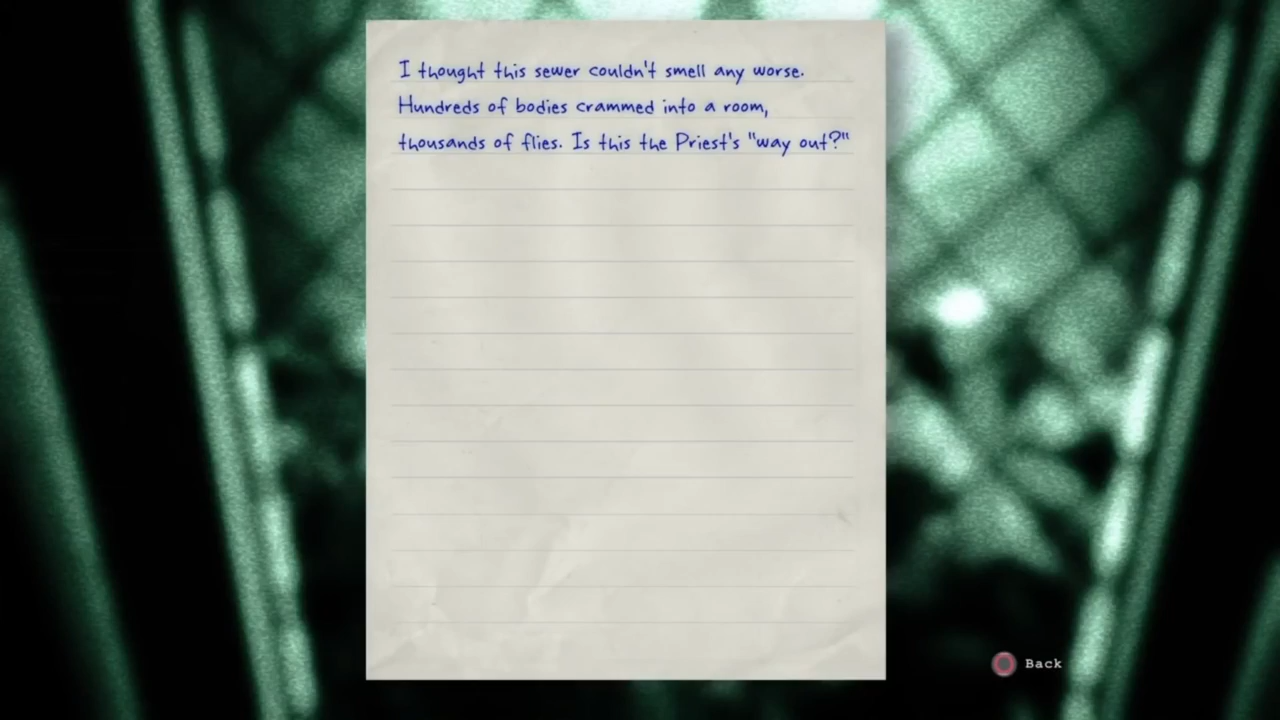 I thought this sewer couldn't smell any worse.
Hundreds of bodies crammed into a room,
thousands of flies. Is this the Priest's "way out?"
Back